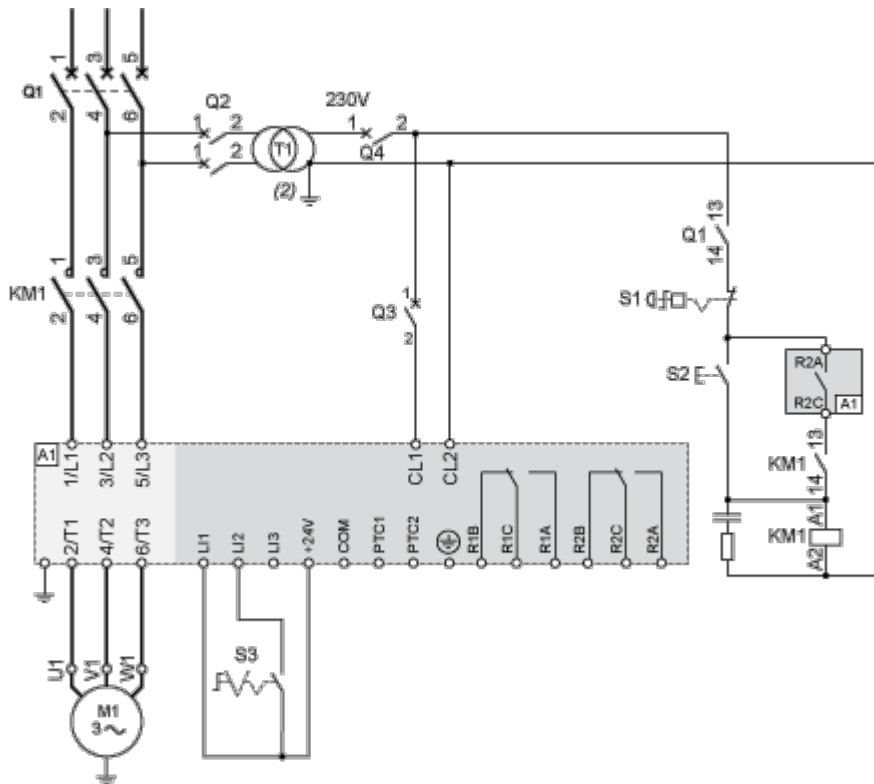 1 3 5
Q1
2 4 6
Q2
1 2
1 2
T1
(2)
230V
1 2
Q4
13
Q1
14
1 3 5
KM1
2 4 6
1
Q3
2
S1
S2
R2A
R2C
A1
13
KM1
14
A1
KM1
A2
A1
1/L1 3/L2 5/L3
CL1 CL2
2/T1 4/T2 6/T3
LI1 LI2 LI3 +24V COM PTC1 PTC2 R1B R1C R1A R2B R2C R2A
S3
U1 V1 W1
M1
3